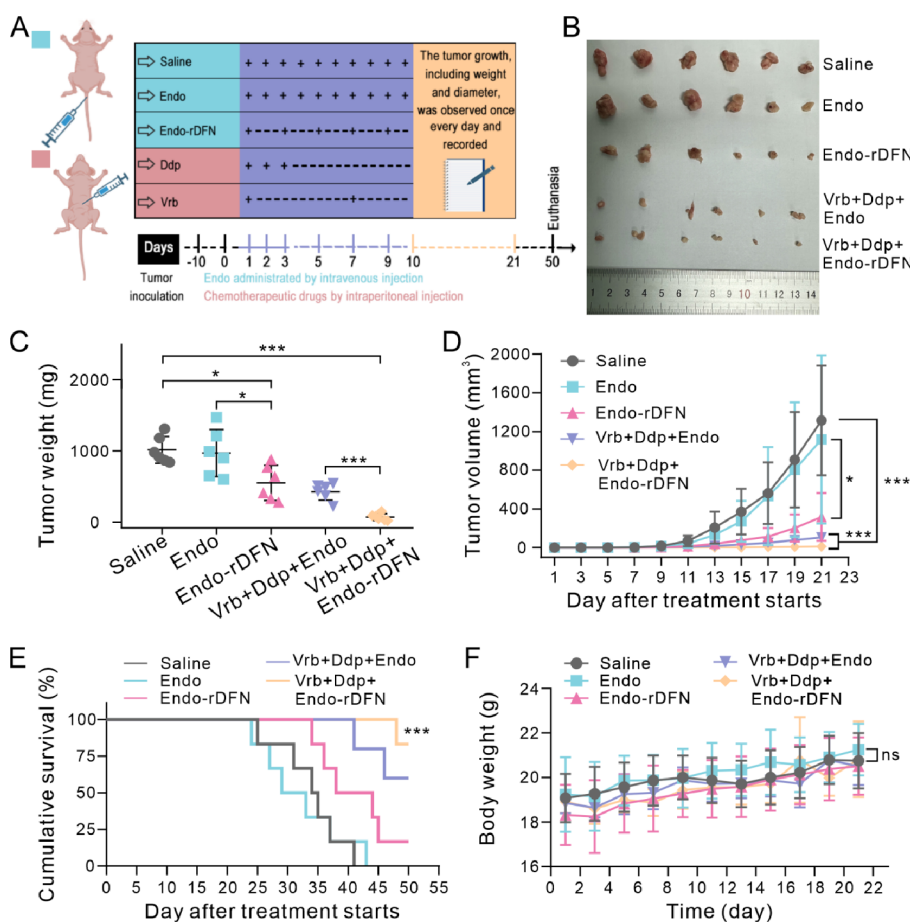 A
Saline
Endo
Endo-rDFN
Ddp
Vrb
+ + + + + + + + + +
+ + + + + + + + + +
+---+---+---+---+---
+ + + --------------
+-----------+-------
The tumor growth,
including weight
and diameter,
was observed once
every day and
recorded
Euthanasia
Days
-10 0 1 2 3 5 7 9 10 21 50
Tumor
inoculation
Endo administrated by intravenous injection
Chemotherapeutic drugs by intraperitoneal injection
B
Saline
Endo
Endo-rDFN
Vrb+Ddp+
Endo
Vrb+Ddp+
Endo-rDFN
1 2 3 4 5 6 7 8 9 10 11 12 13 14
C
Tumor weight (mg)
2000
1000
0
***
*
*
***
Saline
Endo
Endo-rDFN
Vrb+Ddp+Endo
Vrb+Ddp+
Endo-rDFN
D
Tumor volume (mm³)
2000
1600
1200
800
400
0
Saline
Endo
Endo-rDFN
Vrb+Ddp+Endo
Vrb+Ddp+
Endo-rDFN
*
***
***
1 3 5 7 9 11 13 15 17 19 21 23
Day after treatment starts
E
Saline
Endo
Endo-rDFN
Vrb+Ddp+Endo
Vrb+Ddp+
Endo-rDFN
Cumulative survival (%)
100
75
50
25
0
***
0 5 10 15 20 25 30 35 40 45 50 55
Day after treatment starts
F
Saline
Endo
Endo-rDFN
Vrb+Ddp+Endo
Vrb+Ddp+
Endo-rDFN
Body weight (g)
24
22
20
18
16
ns
0 2 4 6 8 10 12 14 16 18 20 22
Time (day)